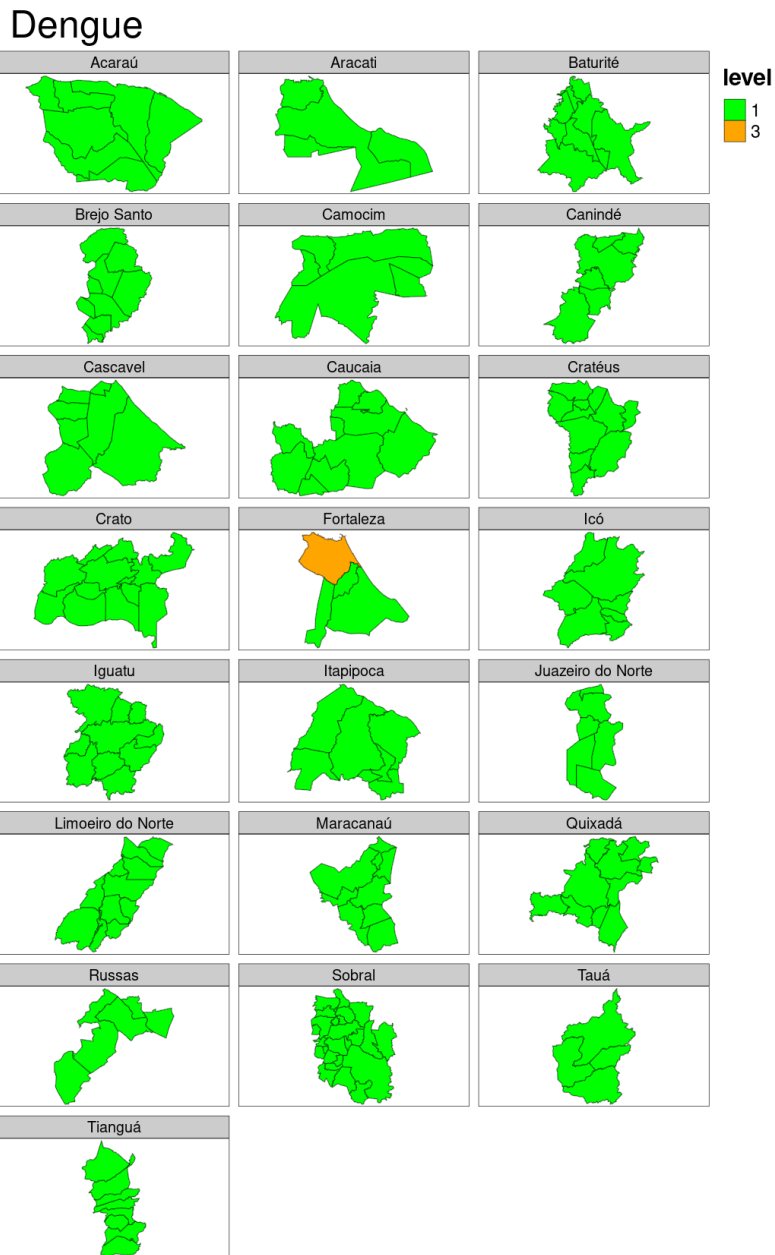 Dengue
Acaraú
Aracati
Baturité
level
1
3
Brejo Santo
Camocim
Canindé
Cascavel
Caucaia
Cratéus
Crato
Fortaleza
Icó
Iguatu
Itapipoca
Juazeiro do Norte
Limoeiro do Norte
Maracanaú
Quixadá
Russas
Sobral
Tauá
Tianguá